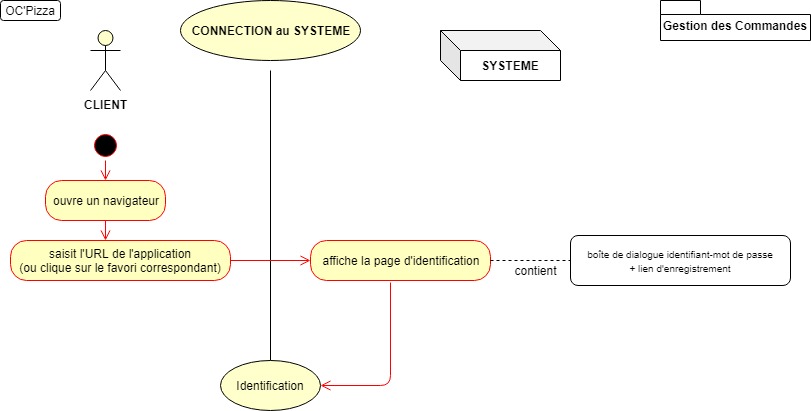 OC'Pizza
CONNECTION au SYSTEME
Gestion des Commandes
SYSTEME
CLIENT
ouvre un navigateur
saisit l'URL de l'application
(ou clique sur le favori correspondant)
affiche la page d'identification
contient
boîte de dialogue identifiant-mot de passe
+ lien d'enregistrement
Identification